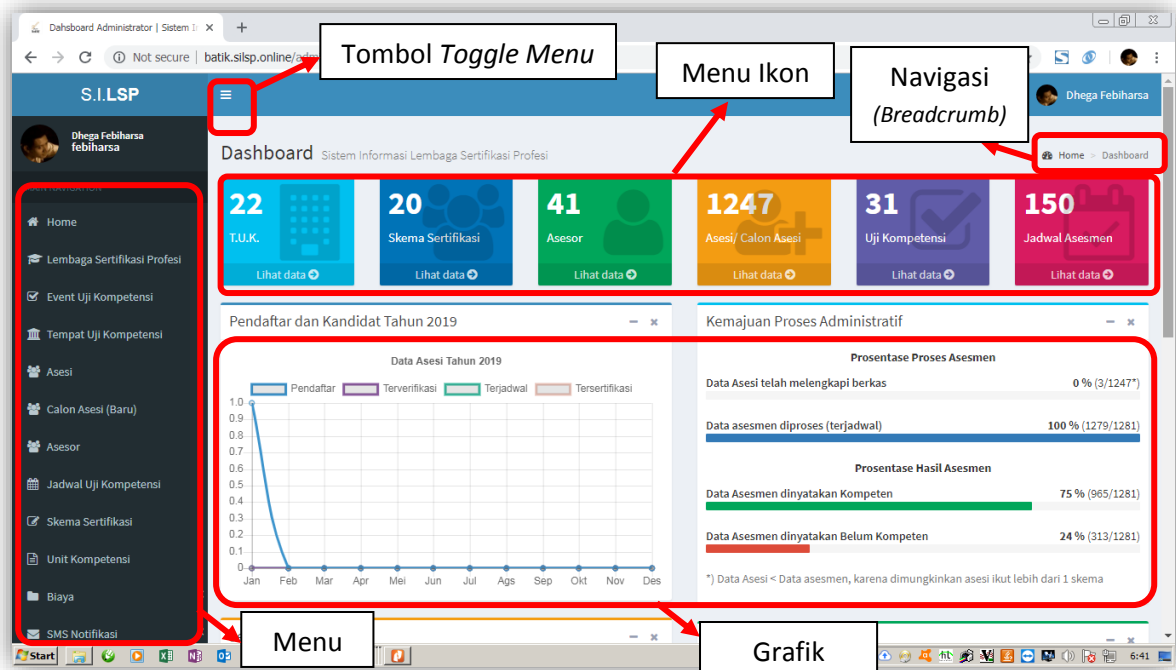 Dahsboard Administrator | Sistem In
Not secure | batik.silsp.online/adm
Tombol Toggle Menu
Menu Ikon
Navigasi
(Breadcrumb)
S.I.LSP
Dhega Febiharsa
Dhega Febiharsa
febiharsa
Dashboard Sistem Informasi Lembaga Sertifikasi Profesi
Home > Dashboard
NAVIGATION
Home
Lembaga Sertifikasi Profesi
Event Uji Kompetensi
Tempat Uji Kompetensi
Asesi
Calon Asesi (Baru)
Asesor
Jadwal Uji Kompetensi
Skema Sertifikasi
Unit Kompetensi
Biaya
SMS Notifikasi
22
T.U.K.
Lihat data
20
Skema Sertifikasi
Lihat data
41
Asesor
Lihat data
1247
Asesi/ Calon Asesi
Lihat data
31
Uji Kompetensi
Lihat data
150
Jadwal Asesmen
Lihat data
Pendaftar dan Kandidat Tahun 2019
Data Asesi Tahun 2019
Pendaftar Terverifikasi Terjadwal Tersertifikasi
1.0
0.9
0.8
0.7
0.6
0.5
0.4
0.3
0.2
0.1
0
Jan Feb Mar Apr Mei Jun Jul Ags Sep Okt Nov Des
Kemajuan Proses Administratif
Prosentase Proses Asesmen
Data Asesi telah melengkapi berkas 0 % (3/1247*)
Data asesmen diproses (terjadwal) 100 % (1279/1281)
Prosentase Hasil Asesmen
Data Asesmen dinyatakan Kompeten 75 % (965/1281)
Data Asesmen dinyatakan Belum Kompeten 24 % (313/1281)
*) Data Asesi < Data asesmen, karena dimungkinkan asesi ikut lebih dari 1 skema
Menu
Grafik
Start
6:41